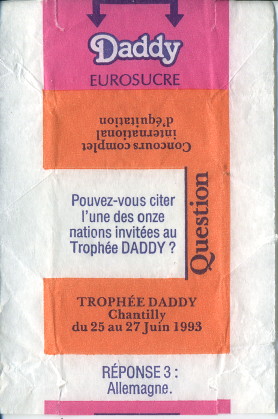 Daddy
EUROSUCRE
Concours complet
international
d'équitation
Pouvez-vous citer
l'une des onze
nations invitées au
Trophée DADDY ?
Question
TROPHÉE DADDY
Chantilly
du 25 au 27 Juin 1993
RÉPONSE 3 :
Allemagne.